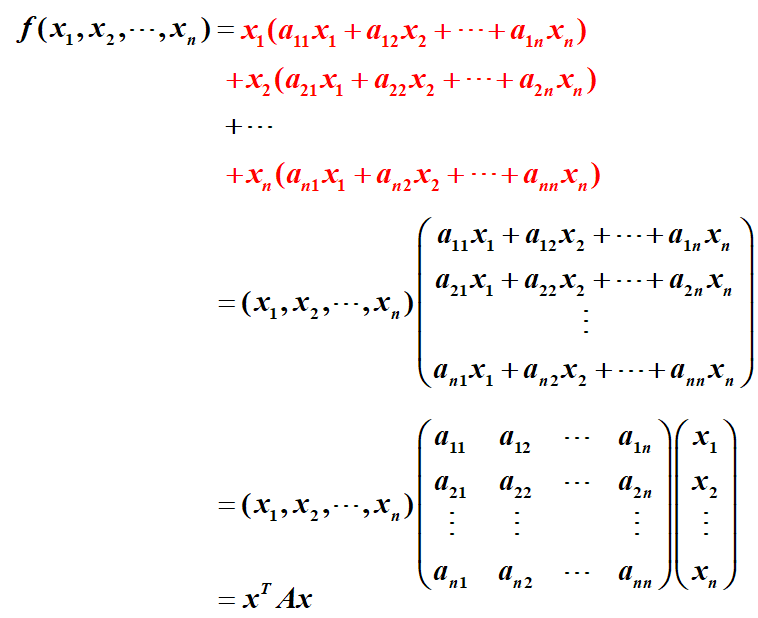 f(x₁,x₂,⋯,xₙ) = x₁(a₁₁x₁ + a₁₂x₂ + ⋯ + a₁ₙxₙ)
+x₂(a₂₁x₁ + a₂₂x₂ + ⋯ + a₂ₙxₙ)
+⋯
+xₙ(aₙ₁x₁ + aₙ₂x₂ + ⋯ + aₙₙxₙ)
a₁₁x₁ + a₁₂x₂ + ⋯ + a₁ₙxₙ
a₂₁x₁ + a₂₂x₂ + ⋯ + a₂ₙxₙ
= (x₁,x₂,⋯,xₙ) ⋮
aₙ₁x₁ + aₙ₂x₂ + ⋯ + aₙₙxₙ
a₁₁ a₁₂ ⋯ a₁ₙ x₁
a₂₁ a₂₂ ⋯ a₂ₙ x₂
= (x₁,x₂,⋯,xₙ) ⋮ ⋮ ⋮ ⋮
aₙ₁ aₙ₂ ⋯ aₙₙ xₙ
= xᵀAx